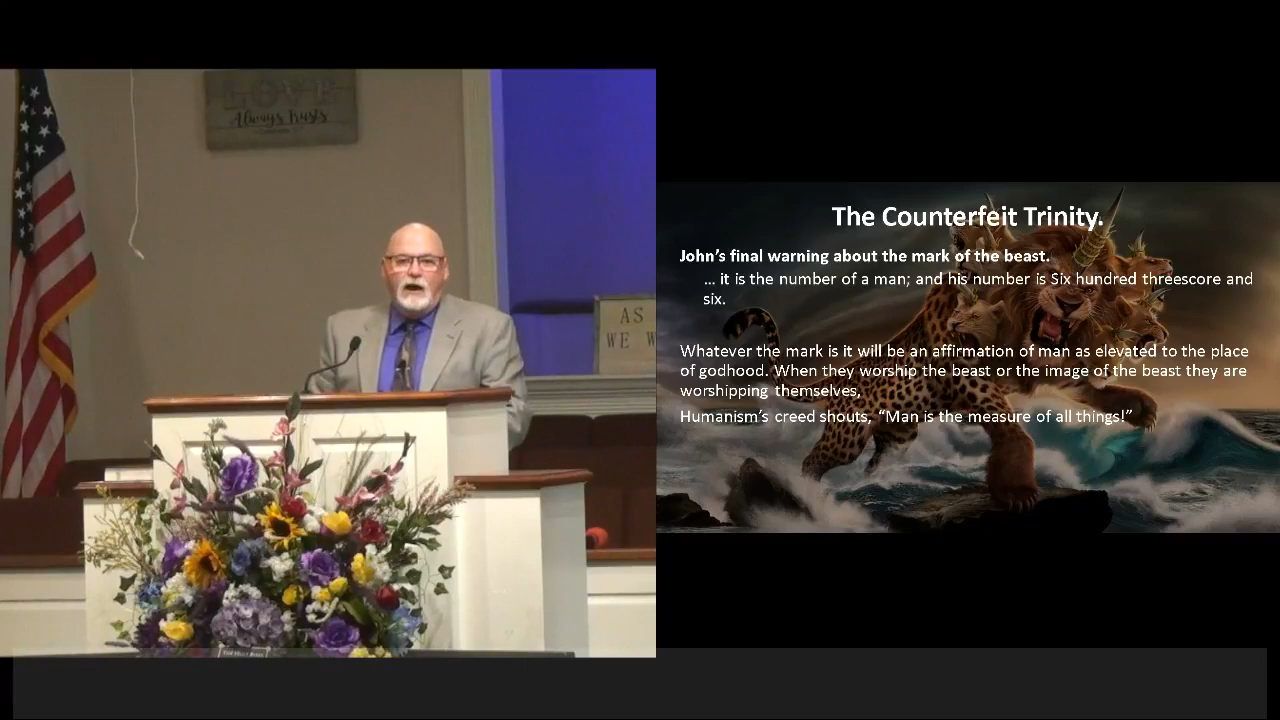 LOVE
Always Trusts
AS
WE W
The Counterfeit Trinity.
John's final warning about the mark of the beast.
... it is the number of a man; and his number is Six hundred threescore and
six.
Whatever the mark is it will be an affirmation of man as elevated to the place
of godhood. When they worship the beast or the image of the beast they are
worshipping themselves,
Humanism's creed shouts, “Man is the measure of all things!”